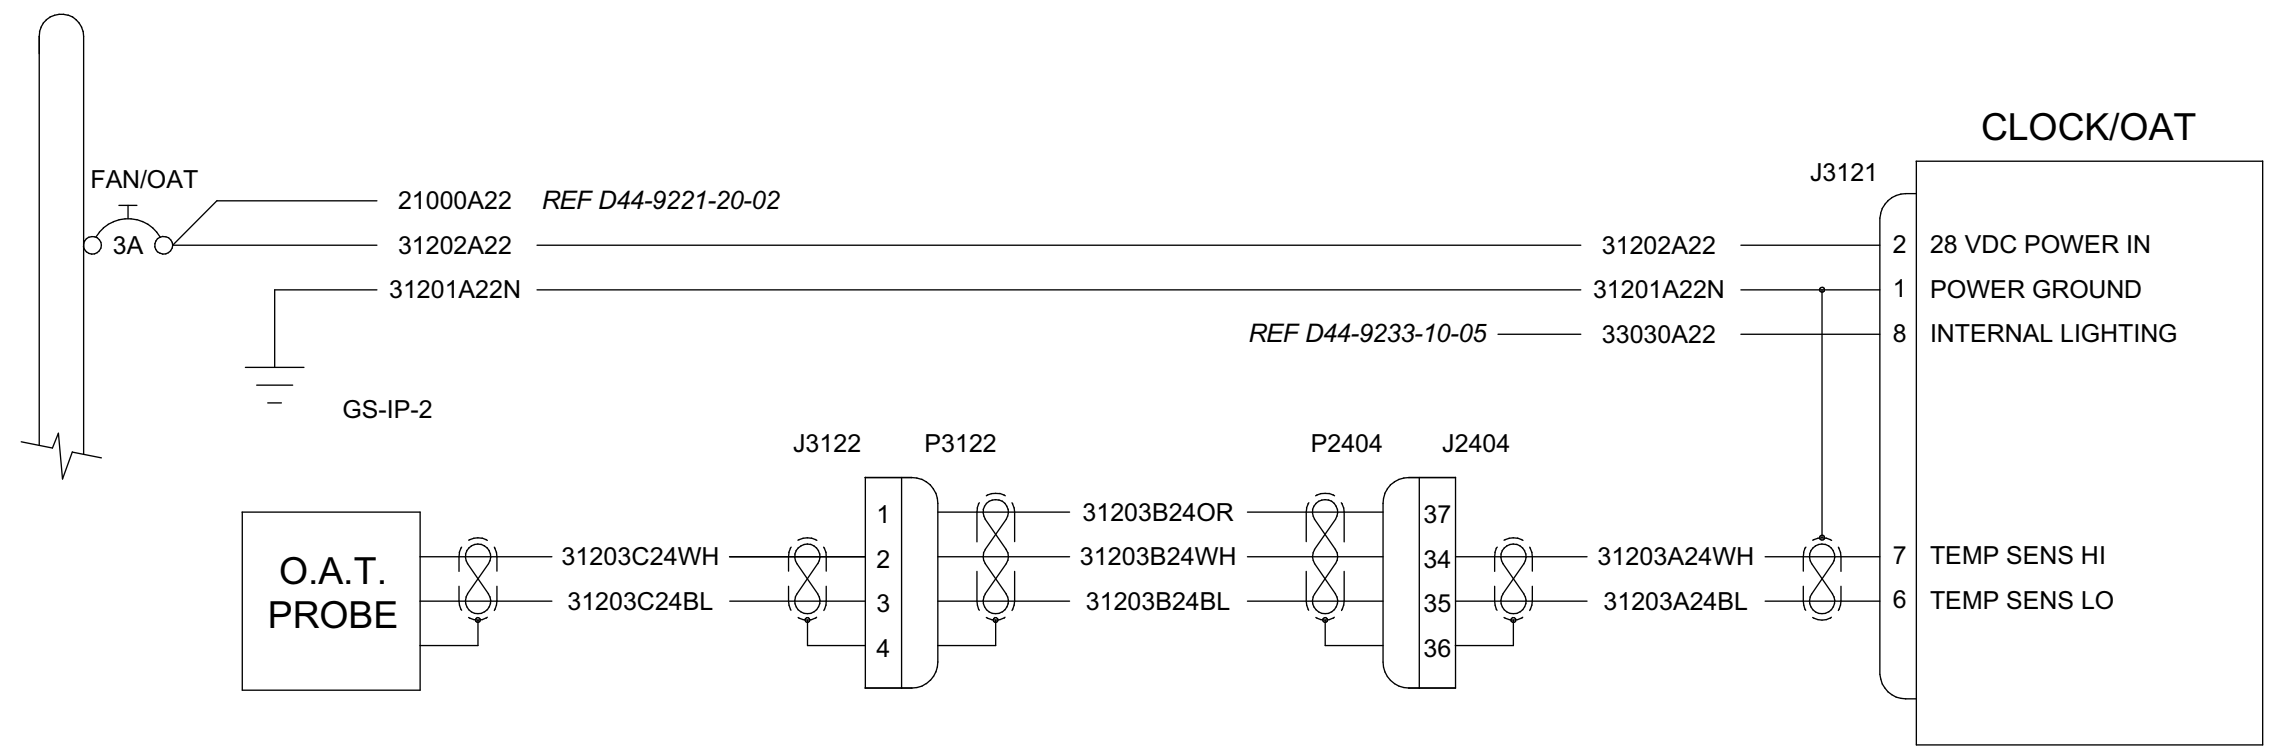 CLOCK/OAT
J3121
FAN/OAT
3A
21000A22 REF D44-9221-20-02
31202A22 31202A22 2 28 VDC POWER IN
31201A22N 31201A22N 1 POWER GROUND
REF D44-9233-10-05 33030A22 8 INTERNAL LIGHTING
GS-IP-2
J3122 P3122 P2404 J2404
1 31203B24OR 37
O.A.T.
PROBE
31203C24WH 2 31203B24WH 34 31203A24WH 7 TEMP SENS HI
31203C24BL 3 31203B24BL 35 31203A24BL 6 TEMP SENS LO
4 36